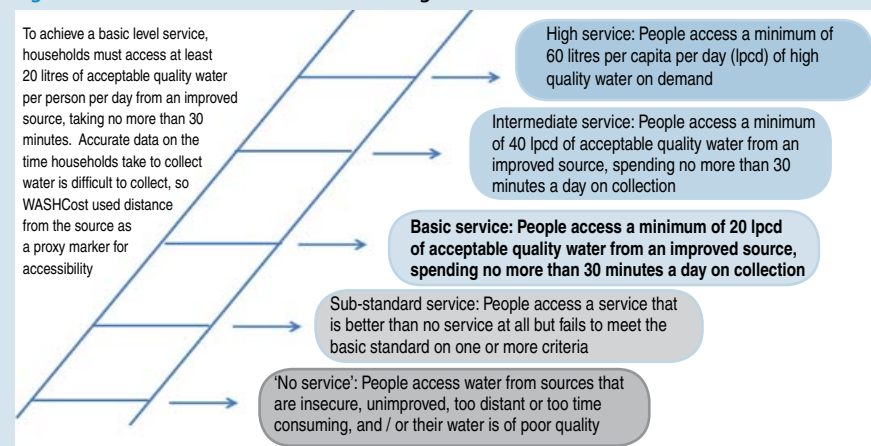 To achieve a basic level service,
households must access at least
20 litres of acceptable quality water
per person per day from an improved
source, taking no more than 30
minutes. Accurate data on the
time households take to collect
water is difficult to collect, so
WASHCost used distance
from the source as
a proxy marker for
accessibility
High service: People access a minimum of
60 litres per capita per day (lpcd) of high
quality water on demand
Intermediate service: People access a minimum
of 40 lpcd of acceptable quality water from an
improved source, spending no more than 30
minutes a day on collection
Basic service: People access a minimum of 20 lpcd
of acceptable quality water from an improved source,
spending no more than 30 minutes a day on collection
Sub-standard service: People access a service that
is better than no service at all but fails to meet the
basic standard on one or more criteria
‘No service’: People access water from sources that
are insecure, unimproved, too distant or too time
consuming, and / or their water is of poor quality